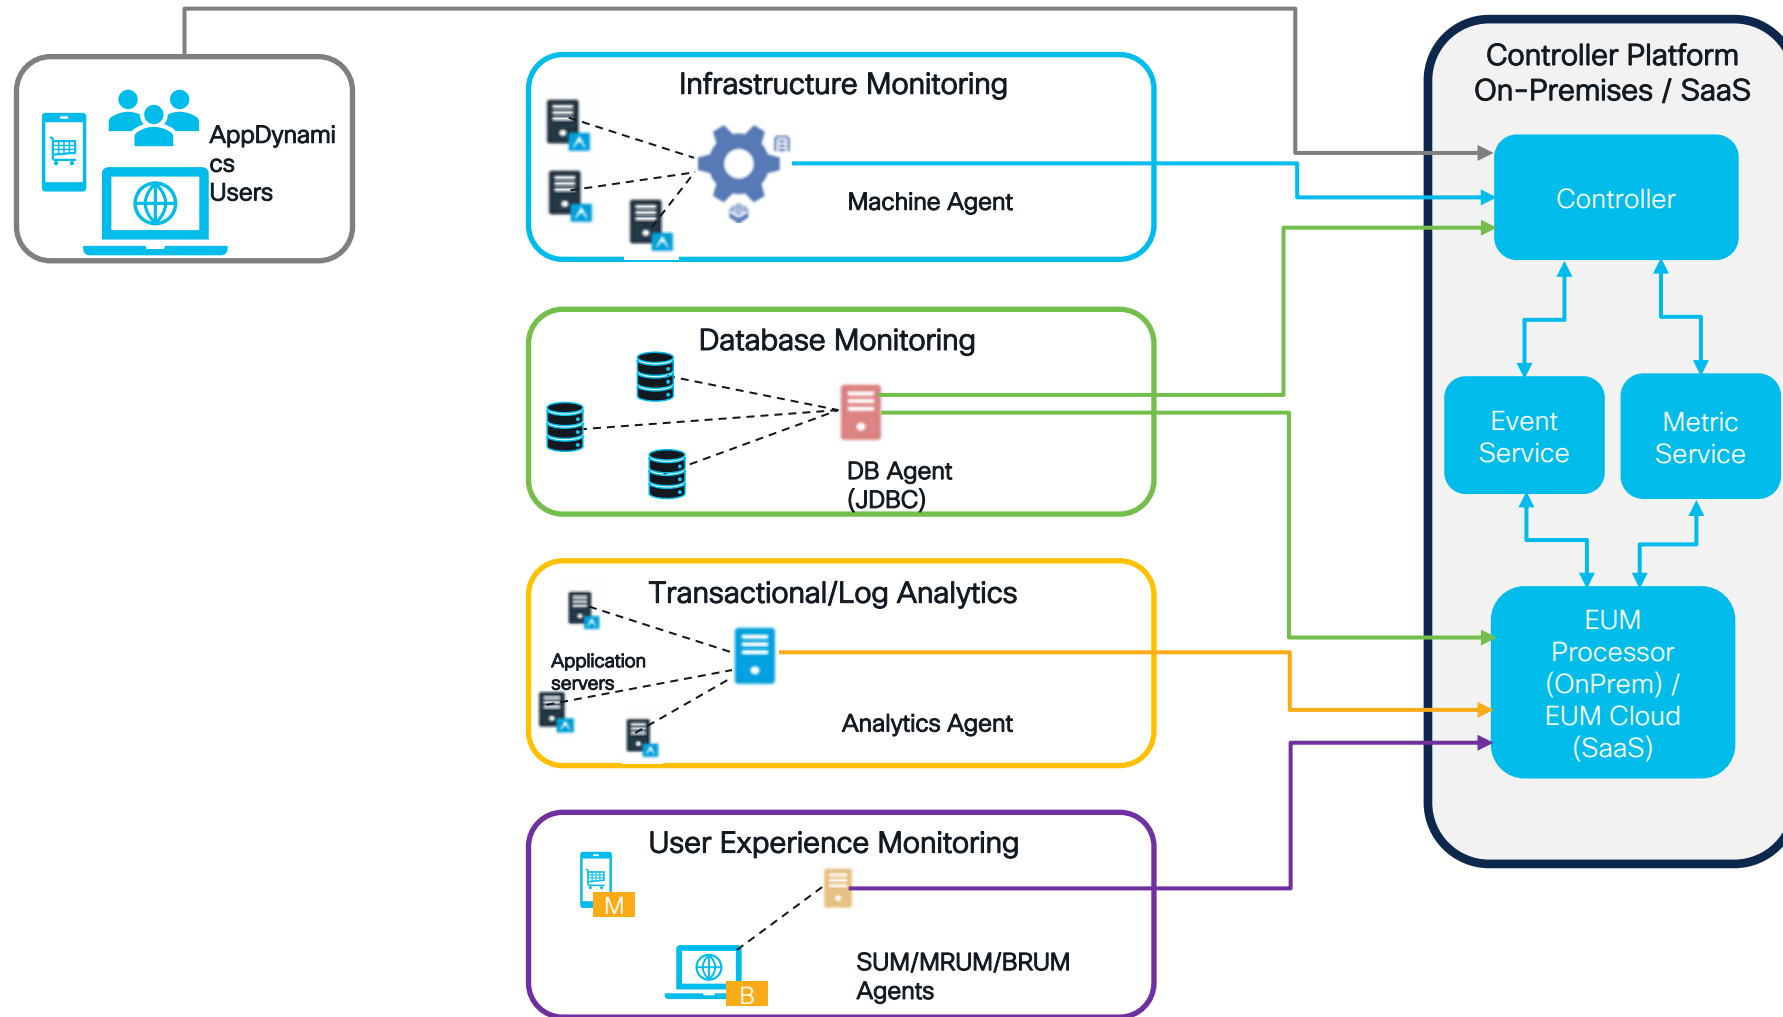 AppDynami
cs
Users
Infrastructure Monitoring
Machine Agent
Database Monitoring
DB Agent
(JDBC)
Transactional/Log Analytics
Application
servers
Analytics Agent
User Experience Monitoring
M
B
SUM/MRUM/BRUM
Agents
Controller Platform
On-Premises / SaaS
Controller
Event
Service
Metric
Service
EUM
Processor
(OnPrem) /
EUM Cloud
(SaaS)